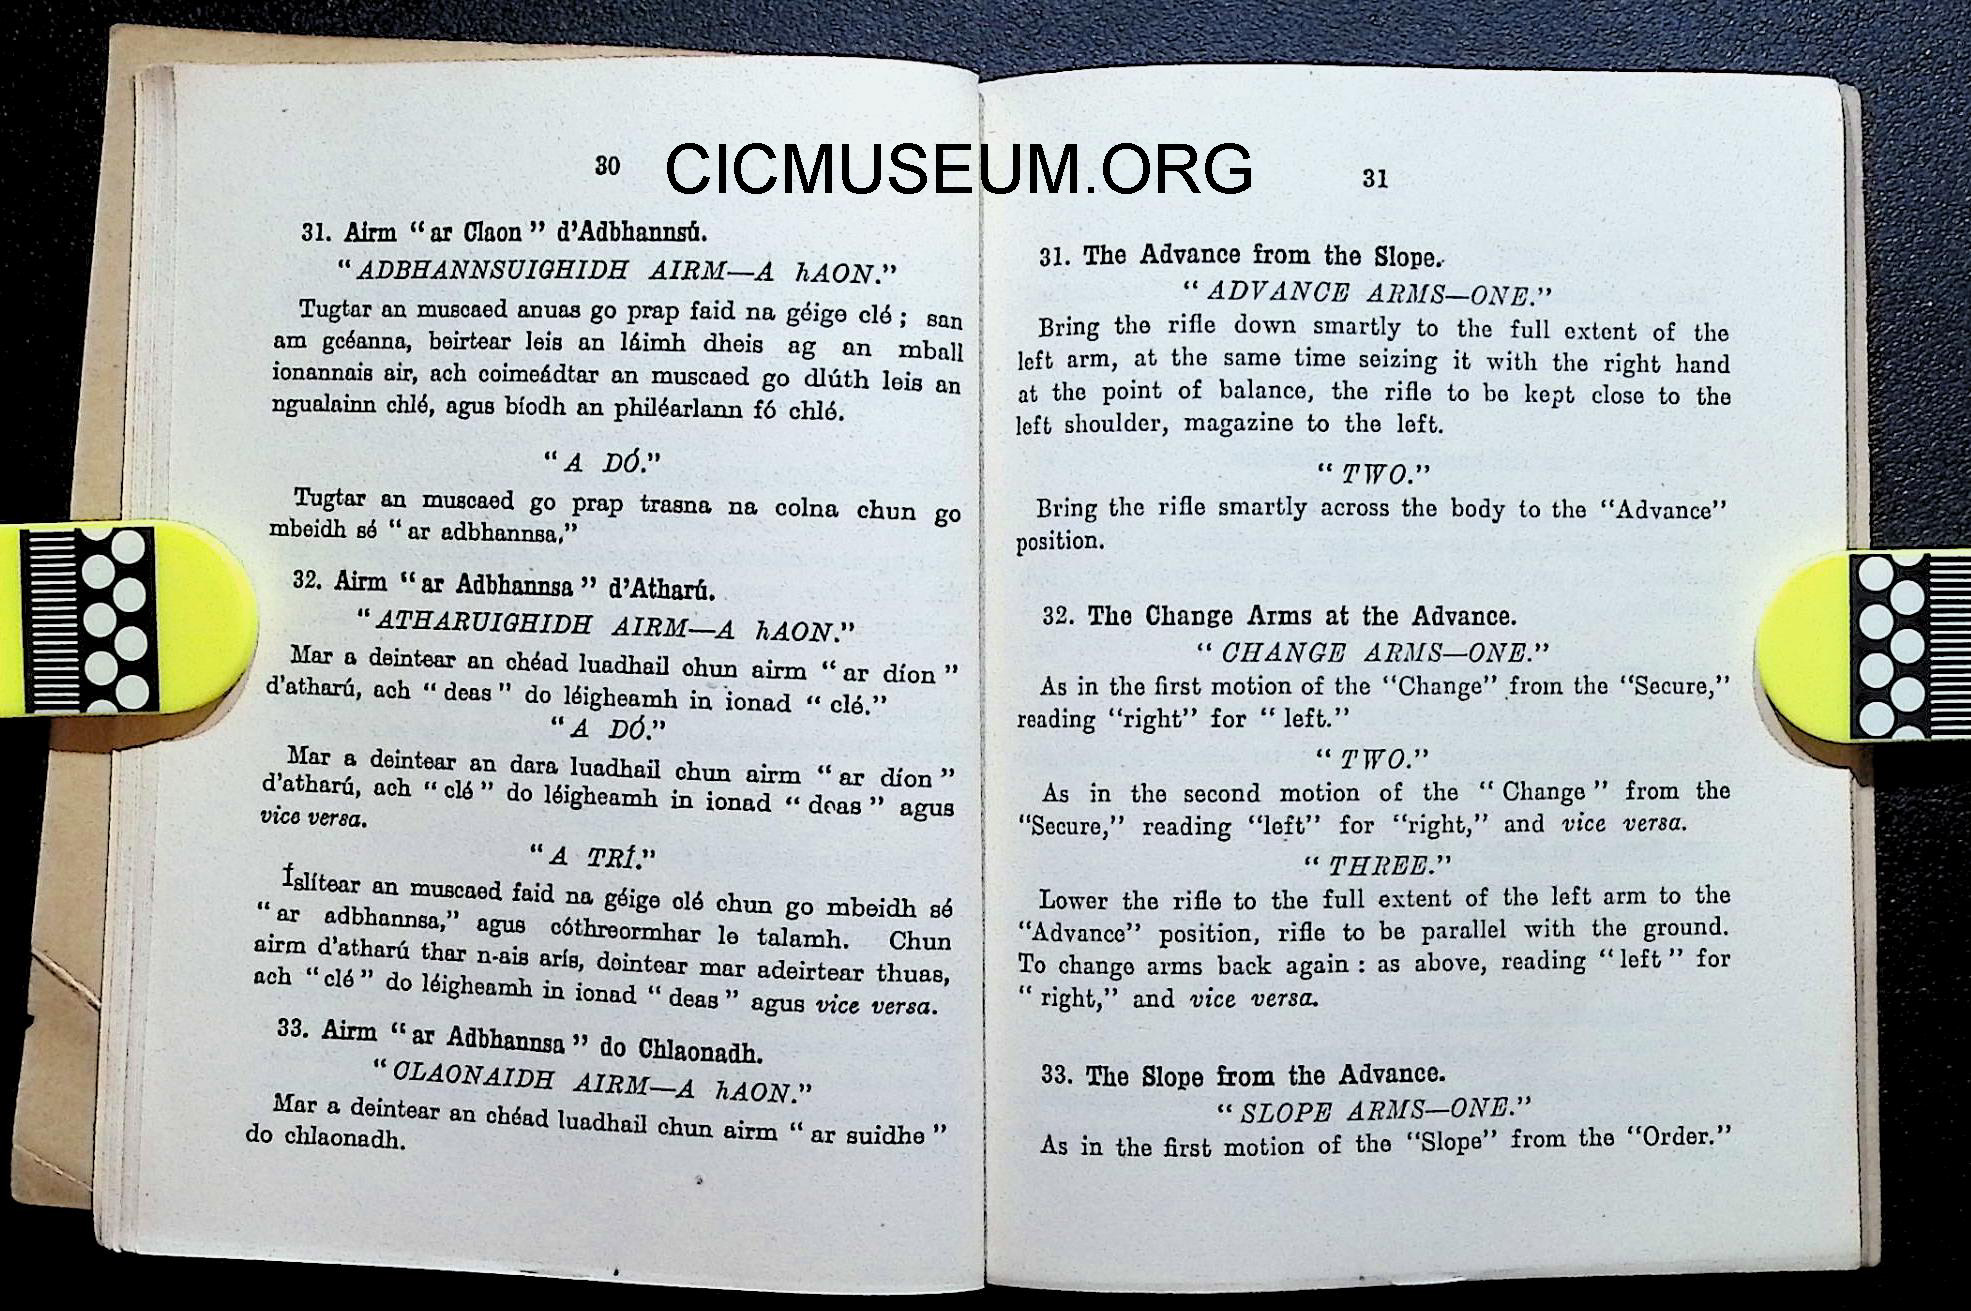 CICMUSEUM.ORG
30
31. Airm “ar Claon” d’Adbhannsú.
“ADBHANNSUIGHIDH AIRM—A hAON.”
Tugtar an muscaed anuas go prap faid na géige clé; san
am gcéanna, beirtear leis an láimh dheis ag an mball
ionannais air, ach coimeádtar an muscaed go dlúth leis an
ngualainn chlé, agus bíodh an philéarlann fó chlé.
“A DÓ.”
Tugtar an muscaed go prap trasna na colna chun go
mbeidh sé “ar adbhannsa.”
32. Airm “ar Adbhannsa” d’Atharú.
“ATHARUIGHIDH AIRM—A hAON.”
Mar a deintear an chéad luadhail chun airm “ar díon”
d’atharú, ach “deas” do léigheamh in ionad “clé.”
“A DÓ.”
Mar a deintear an dara luadhail chun airm “ar díon”
d’atharú, ach “clé” do léigheamh in ionad “deas” agus
vice versa.
“A TRÍ.”
Íslítear an muscaed faid na géige clé chun go mbeidh sé
“ar adbhannsa,” agus cóthreormhar le talamh. Chun
airm d’atharú thar n-ais arís, deintear mar adeirtear thuas,
ach “clé” do léigheamh in ionad “deas” agus vice versa.
33. Airm “ar Adbhannsa” do Chlaonadh.
“CLAONAIDH AIRM—A hAON.”
Mar a deintear an chéad luadhail chun airm “ar suidhe”
do chlaonadh.
31
31. The Advance from the Slope.
“ADVANCE ARMS—ONE.”
Bring the rifle down smartly to the full extent of the
left arm, at the same time seizing it with the right hand
at the point of balance, the rifle to be kept close to the
left shoulder, magazine to the left.
“TWO.”
Bring the rifle smartly across the body to the “Advance”
position.
32. The Change Arms at the Advance.
“CHANGE ARMS—ONE.”
As in the first motion of the “Change” from the “Secure,”
reading “right” for “left.”
“TWO.”
As in the second motion of the “Change” from the
“Secure,” reading “left” for “right,” and vice versa.
“THREE.”
Lower the rifle to the full extent of the left arm to the
“Advance” position, rifle to be parallel with the ground.
To change arms back again: as above, reading “left” for
“right,” and vice versa.
33. The Slope from the Advance.
“SLOPE ARMS—ONE.”
As in the first motion of the “Slope” from the “Order.”